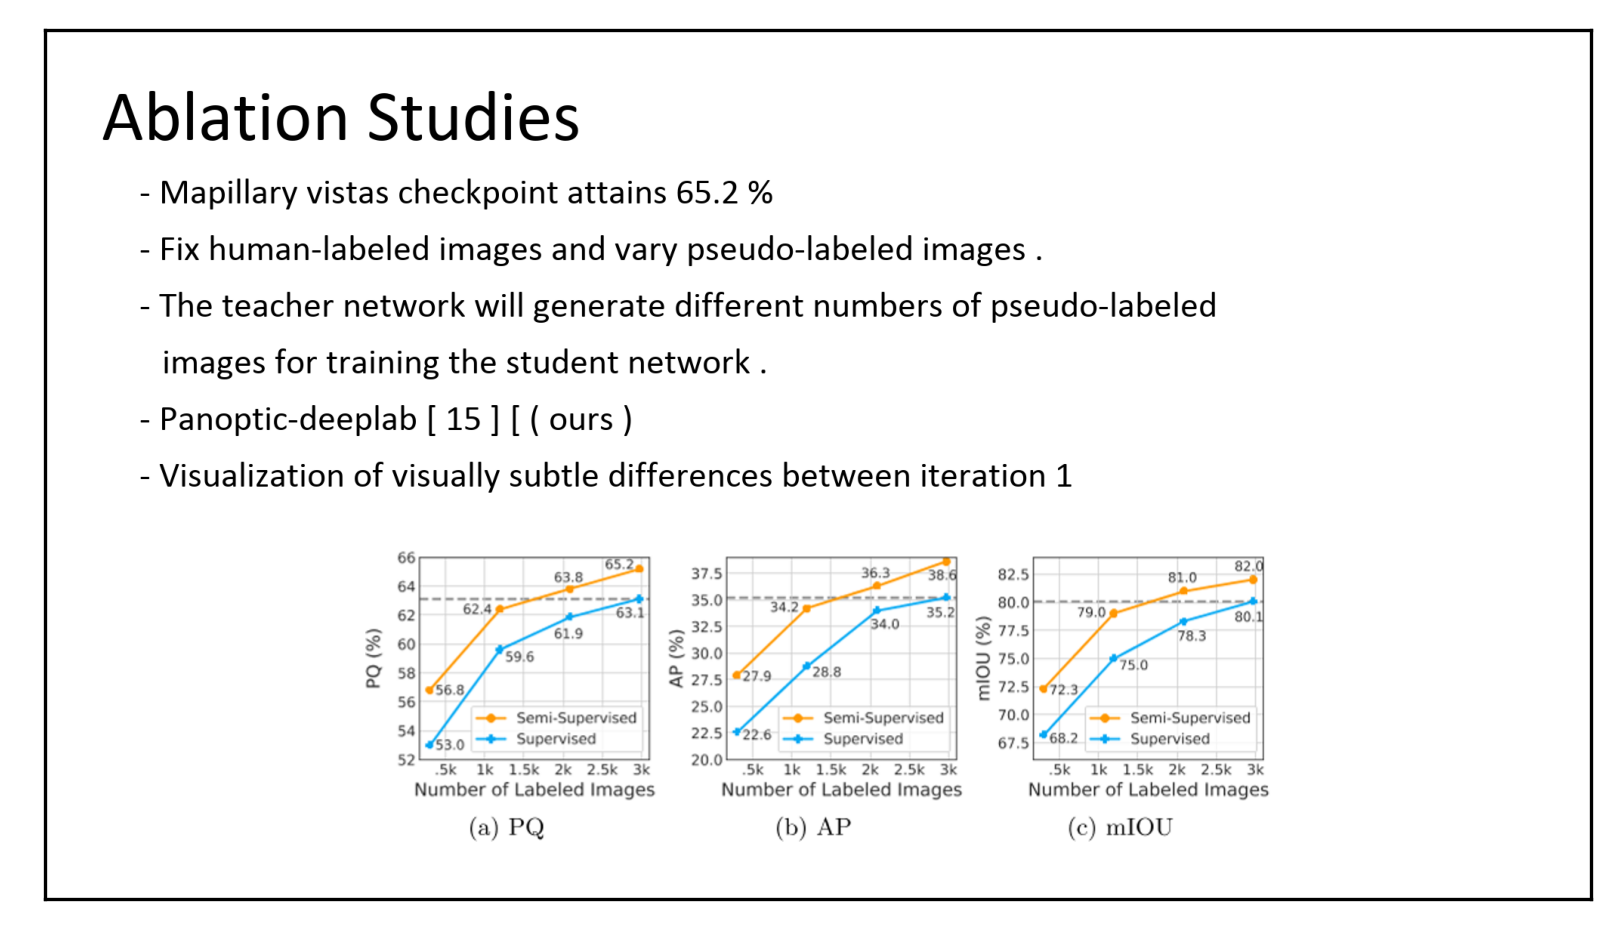 Ablation Studies
- Mapillary vistas checkpoint attains 65.2 %
- Fix human-labeled images and vary pseudo-labeled images .
- The teacher network will generate different numbers of pseudo-labeled
images for training the student network .
- Panoptic-deeplab [ 15 ] [ ( ours )
- Visualization of visually subtle differences between iteration 1
66
64
62
60
58
56
54
52
PQ (%)
65.2
63.8
62.4
63.1
61.9
59.6
56.8
53.0
Semi-Supervised
Supervised
.5k 1k 1.5k 2k 2.5k 3k
Number of Labeled Images
(a) PQ
37.5
35.0
32.5
30.0
27.5
25.0
22.5
20.0
AP (%)
36.3
38.6
34.2
35.2
34.0
28.8
27.9
22.6
Semi-Supervised
Supervised
.5k 1k 1.5k 2k 2.5k 3k
Number of Labeled Images
(b) AP
82.5
80.0
77.5
75.0
72.5
70.0
67.5
mIOU (%)
82.0
81.0
79.0
80.1
78.3
75.0
72.3
68.2
Semi-Supervised
Supervised
.5k 1k 1.5k 2k 2.5k 3k
Number of Labeled Images
(c) mIOU